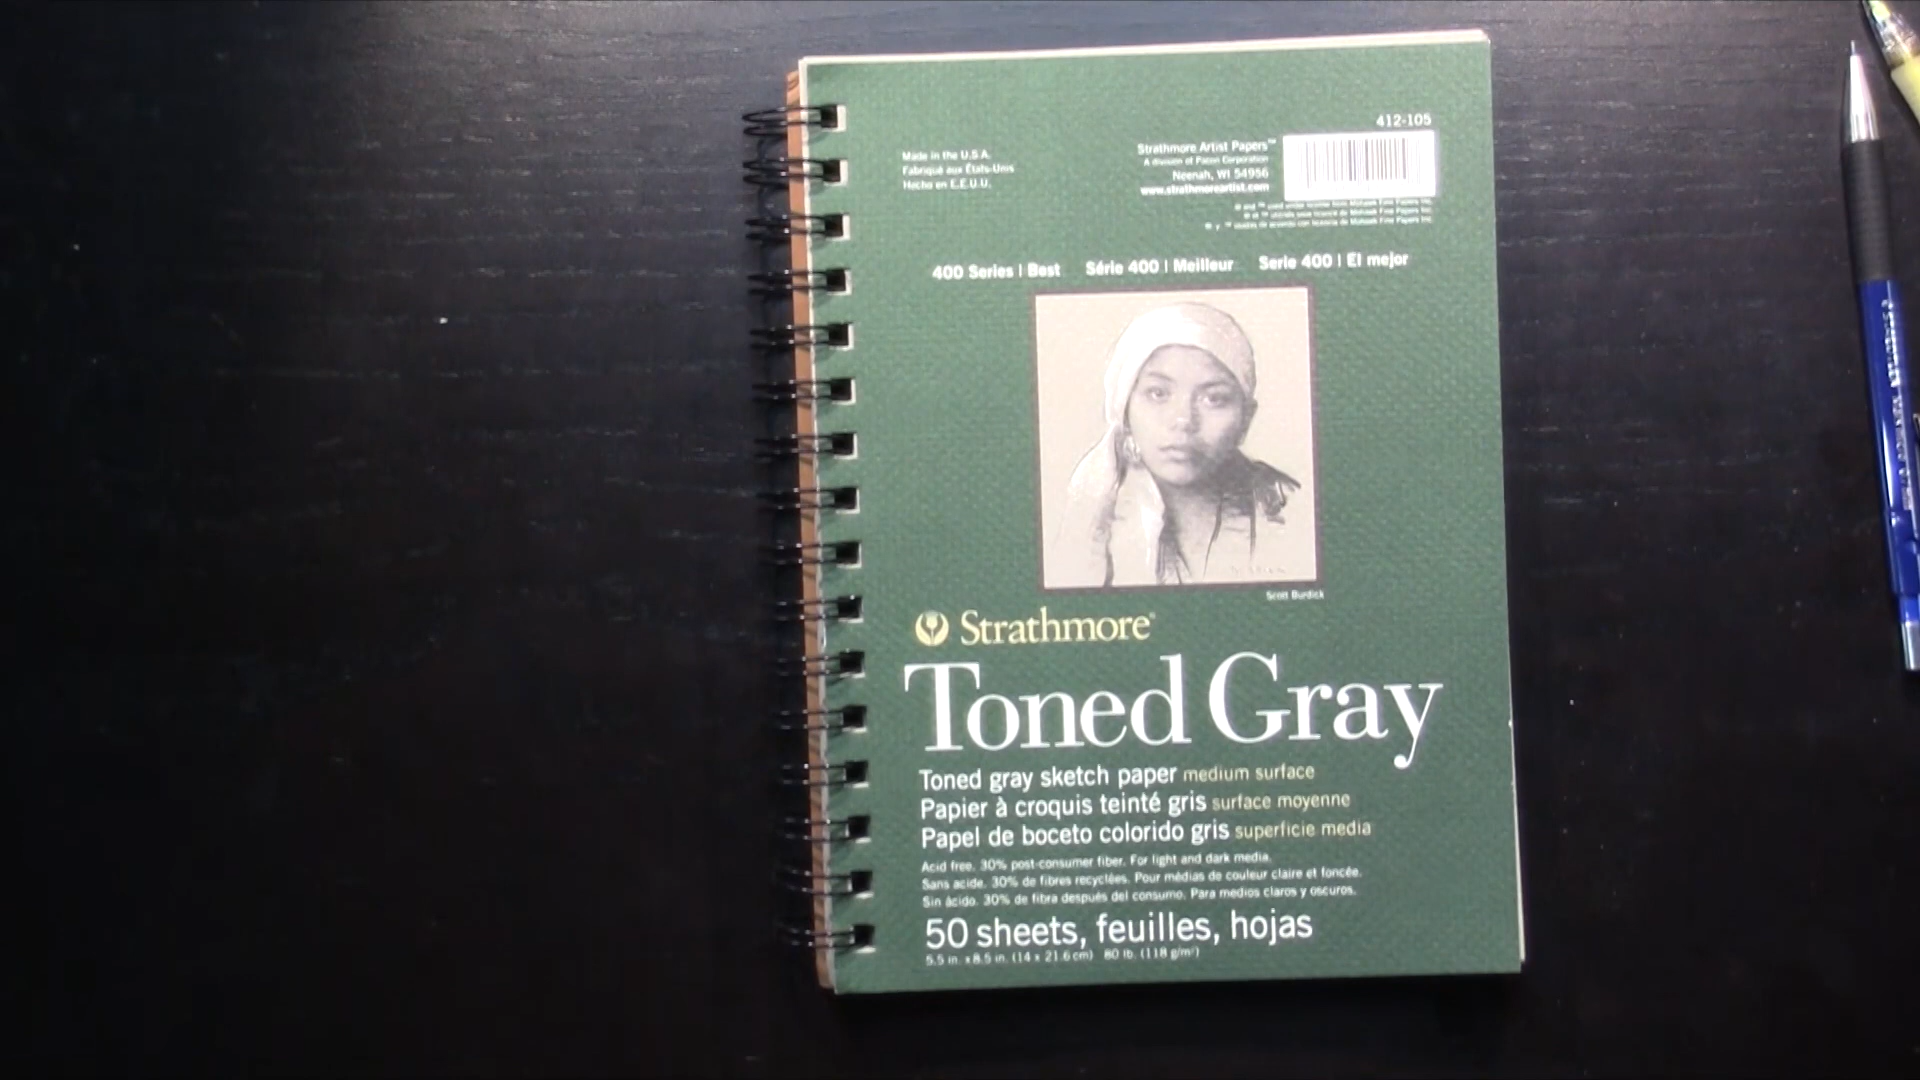 412-105
Made in the U.S.A.
Fabriqué aux États-Unis
Hecho en E.E.U.U.
Strathmore Artist Papers™
A division of Pacon Corporation
Neenah, WI 54956
www.strathmoreartist.com
400 Series | Best Série 400 | Meilleur Serie 400 | El mejor
Scott Burdick
Strathmore®
Toned Gray
Toned gray sketch paper medium surface
Papier à croquis teinté gris surface moyenne
Papel de boceto colorido gris superficie media
Acid free. 30% post-consumer fiber. For light and dark media.
Sans acide. 30% de fibres recyclées. Pour médias de couleur claire et foncée.
Sin ácido. 30% de fibra después del consumo. Para medios claros y oscuros.
50 sheets, feuilles, hojas
5.5 in. x 8.5 in. (14 x 21.6 cm) 80 lb. (118 g/m²)